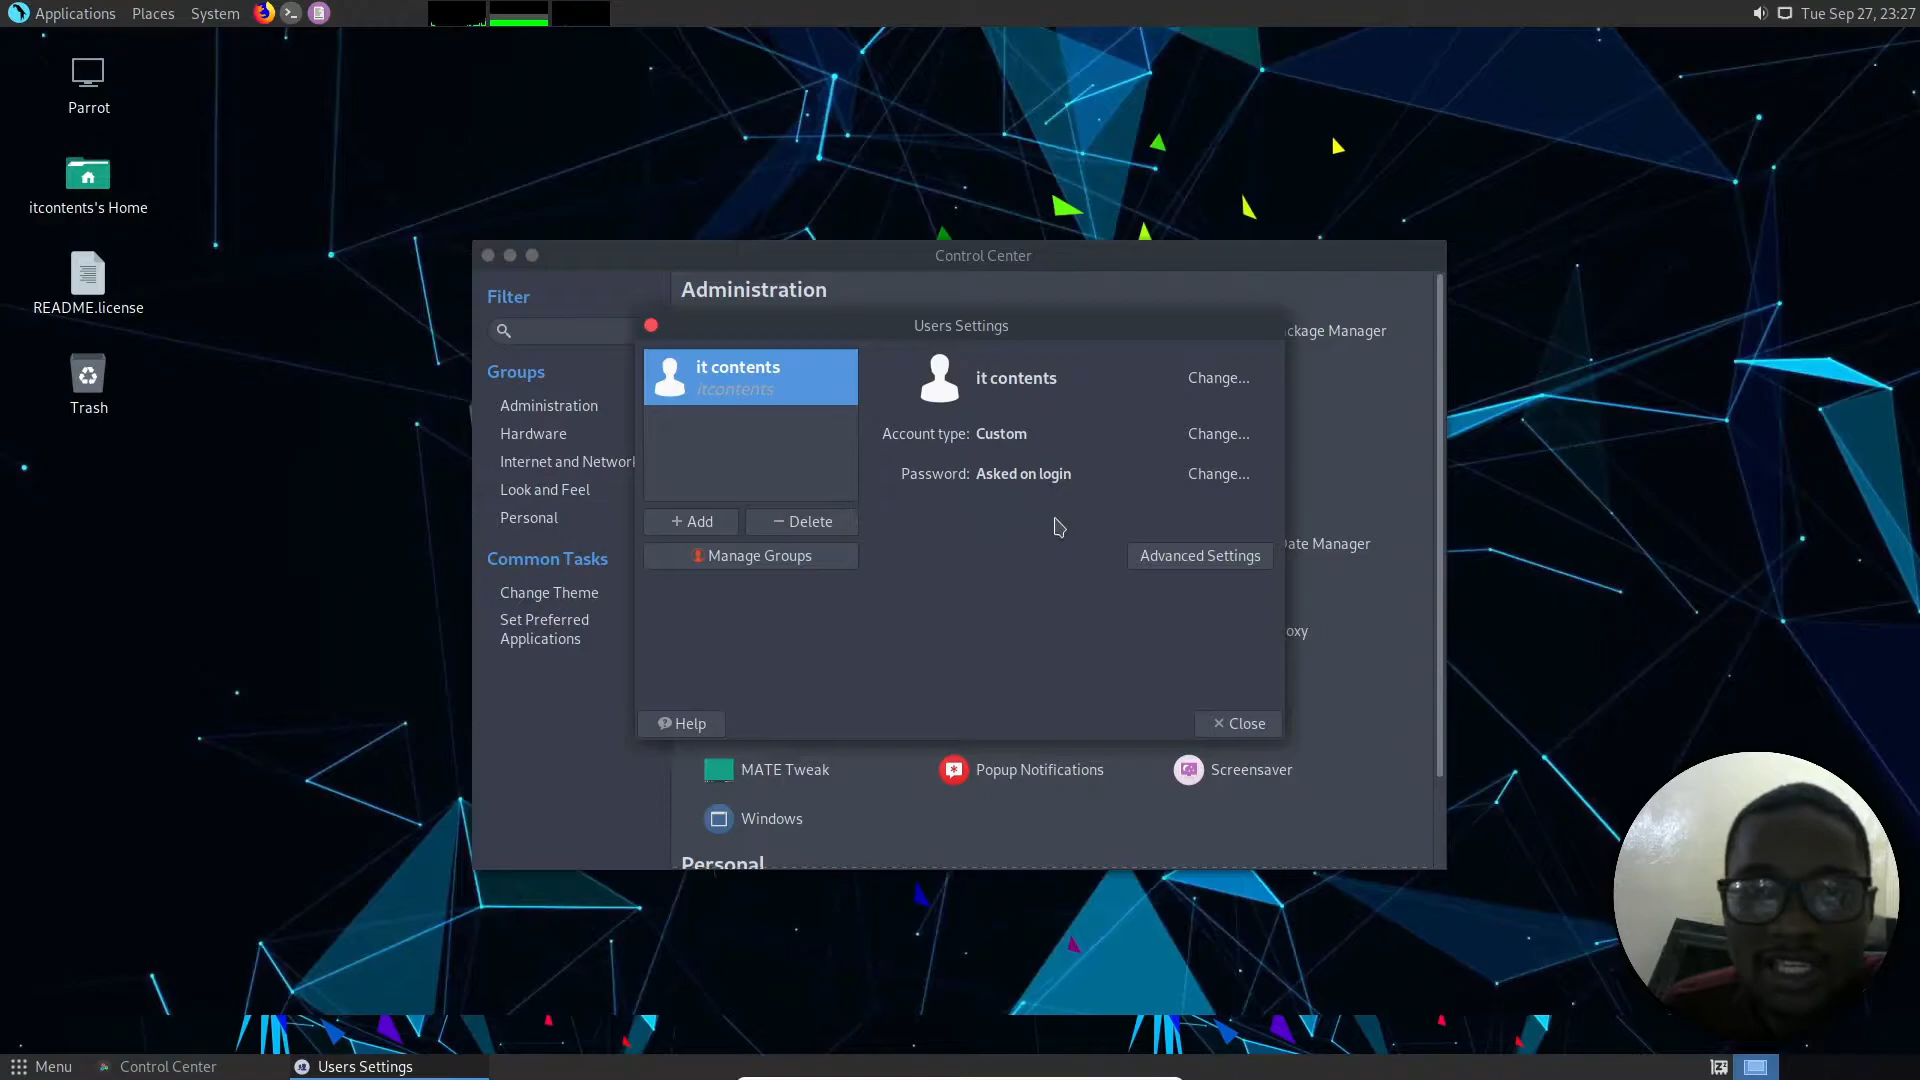 Applications Places System
Tue Sep 27, 23:27
Parrot
itcontents's Home
README.license
Trash
Control Center
Filter
Groups
Administration
Hardware
Internet and Networ
Look and Feel
Personal
Common Tasks
Change Theme
Set Preferred
Applications
Administration
ckage Manager
ate Manager
oxy
Users Settings
it contents
itcontents
+ Add
− Delete
Manage Groups
it contents
Change...
Account type: Custom
Change...
Password: Asked on login
Change...
Advanced Settings
Help
Close
MATE Tweak
Popup Notifications
Screensaver
Windows
Personal
Menu
Control Center
Users Settings